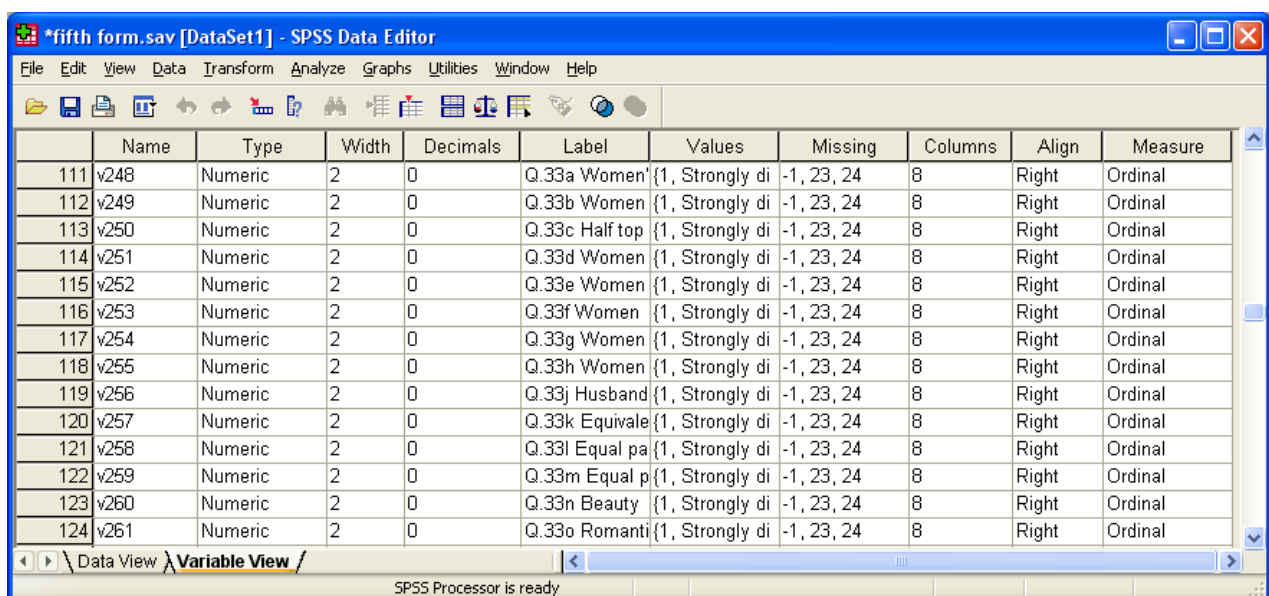 *fifth form.sav [DataSet1] - SPSS Data Editor
File Edit View Data Transform Analyze Graphs Utilities Window Help
Name Type Width Decimals Label Values Missing Columns Align Measure
111 v248 Numeric 2 0 Q.33a Women' {1, Strongly di -1, 23, 24 8 Right Ordinal
112 v249 Numeric 2 0 Q.33b Women {1, Strongly di -1, 23, 24 8 Right Ordinal
113 v250 Numeric 2 0 Q.33c Half top {1, Strongly di -1, 23, 24 8 Right Ordinal
114 v251 Numeric 2 0 Q.33d Women {1, Strongly di -1, 23, 24 8 Right Ordinal
115 v252 Numeric 2 0 Q.33e Women {1, Strongly di -1, 23, 24 8 Right Ordinal
116 v253 Numeric 2 0 Q.33f Women {1, Strongly di -1, 23, 24 8 Right Ordinal
117 v254 Numeric 2 0 Q.33g Women {1, Strongly di -1, 23, 24 8 Right Ordinal
118 v255 Numeric 2 0 Q.33h Women {1, Strongly di -1, 23, 24 8 Right Ordinal
119 v256 Numeric 2 0 Q.33j Husband {1, Strongly di -1, 23, 24 8 Right Ordinal
120 v257 Numeric 2 0 Q.33k Equivale {1, Strongly di -1, 23, 24 8 Right Ordinal
121 v258 Numeric 2 0 Q.33l Equal pa {1, Strongly di -1, 23, 24 8 Right Ordinal
122 v259 Numeric 2 0 Q.33m Equal p {1, Strongly di -1, 23, 24 8 Right Ordinal
123 v260 Numeric 2 0 Q.33n Beauty {1, Strongly di -1, 23, 24 8 Right Ordinal
124 v261 Numeric 2 0 Q.33o Romanti {1, Strongly di -1, 23, 24 8 Right Ordinal
Data View Variable View
SPSS Processor is ready